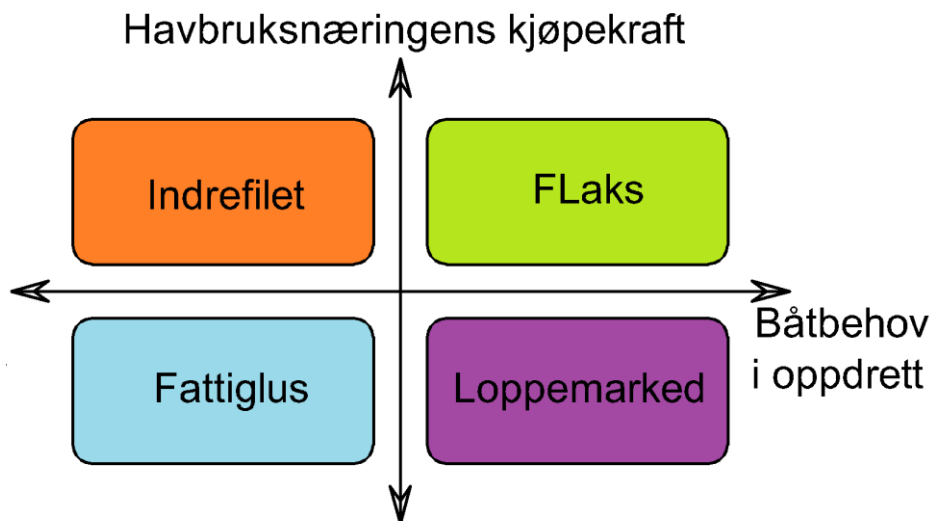 Havbruksnæringens kjøpekraft
Indrefilet
FLaks
Båtbehov
i oppdrett
Fattiglus
Loppemarked